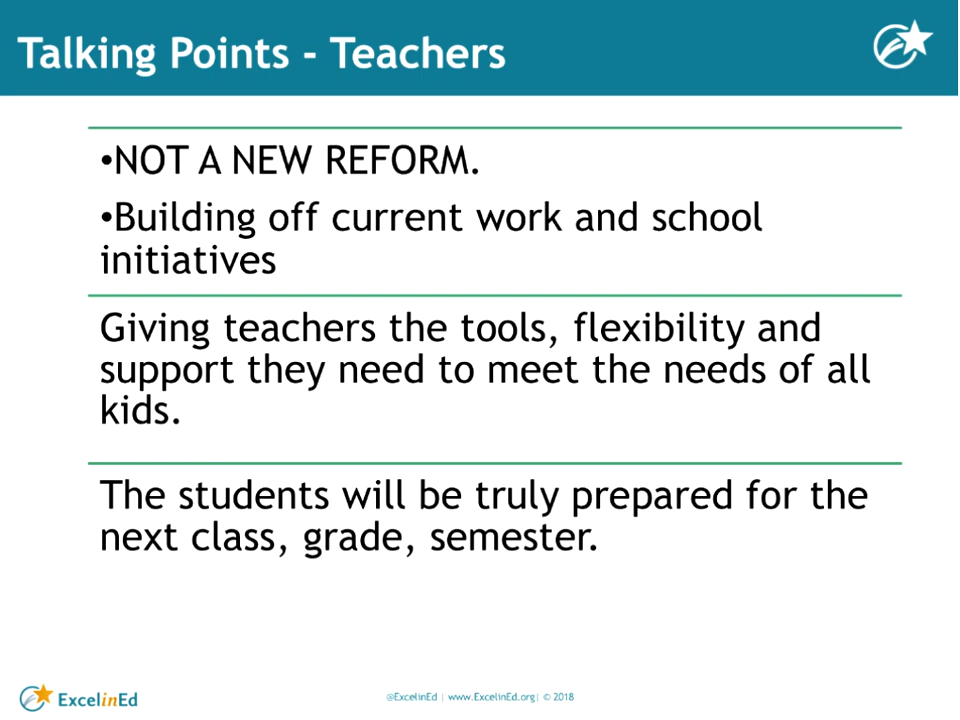 Talking Points - Teachers
•NOT A NEW REFORM.
•Building off current work and school
initiatives
Giving teachers the tools, flexibility and
support they need to meet the needs of all
kids.
The students will be truly prepared for the
next class, grade, semester.
ExcelinEd
@ExcelinEd | www.ExcelinEd.org| © 2018